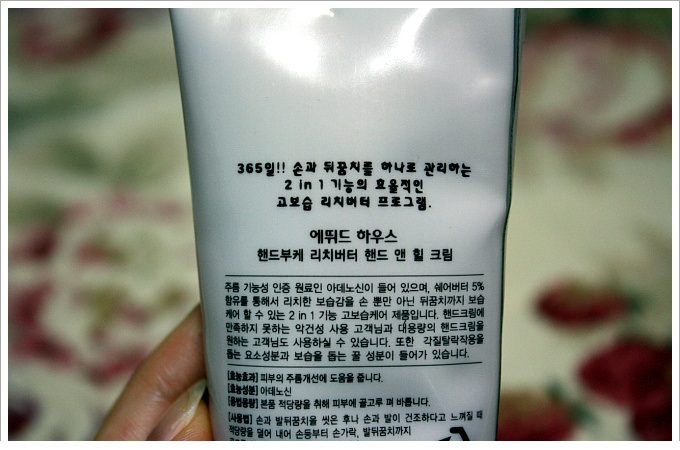 365일!! 손과 뒤꿈치를 하나로 관리하는
2 in 1 기능의 효율적인
고보습 리치버터 프로그램.
에뛰드 하우스
핸드부케 리치버터 핸드 앤 힐 크림
주름 기능성 인증 원료인 아데노신이 들어 있으며, 쉐어버터 5%
함유를 통해서 리치한 보습감을 손 뿐만 아닌 뒤꿈치까지 보습
케어 할 수 있는 2 in 1 기능 고보습케어 제품입니다. 핸드크림에
만족하지 못하는 악건성 사용 고객님과 대용량의 핸드크림을
원하는 고객님도 사용하실 수 있습니다. 또한 각질탈락작용을
돕는 요소성분과 보습을 돕는 꿀 성분이 들어가 있습니다.
[효능효과] 피부의 주름개선에 도움을 줍니다.
[효능성분] 아데노신
[용법용량] 본품 적당량을 취해 피부에 골고루 펴 바릅니다.
[사용법] 손과 발뒤꿈치을 씻은 후나 손과 발이 건조하다고 느껴질 때
적당량을 덜어 내어 손등부터 손가락, 발뒤꿈치까지